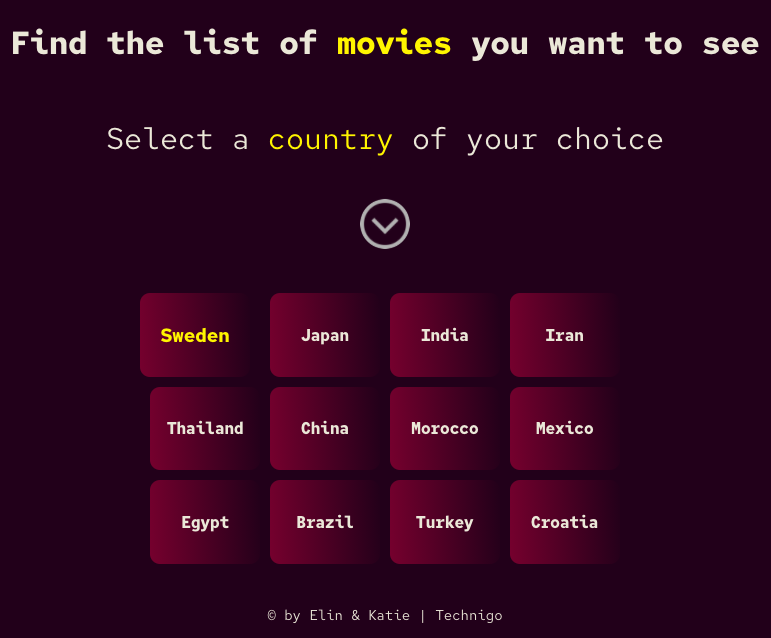 Find the list of movies you want to see
Select a country of your choice
Sweden Japan India Iran
Thailand China Morocco Mexico
Egypt Brazil Turkey Croatia
© by Elin & Katie | Technigo